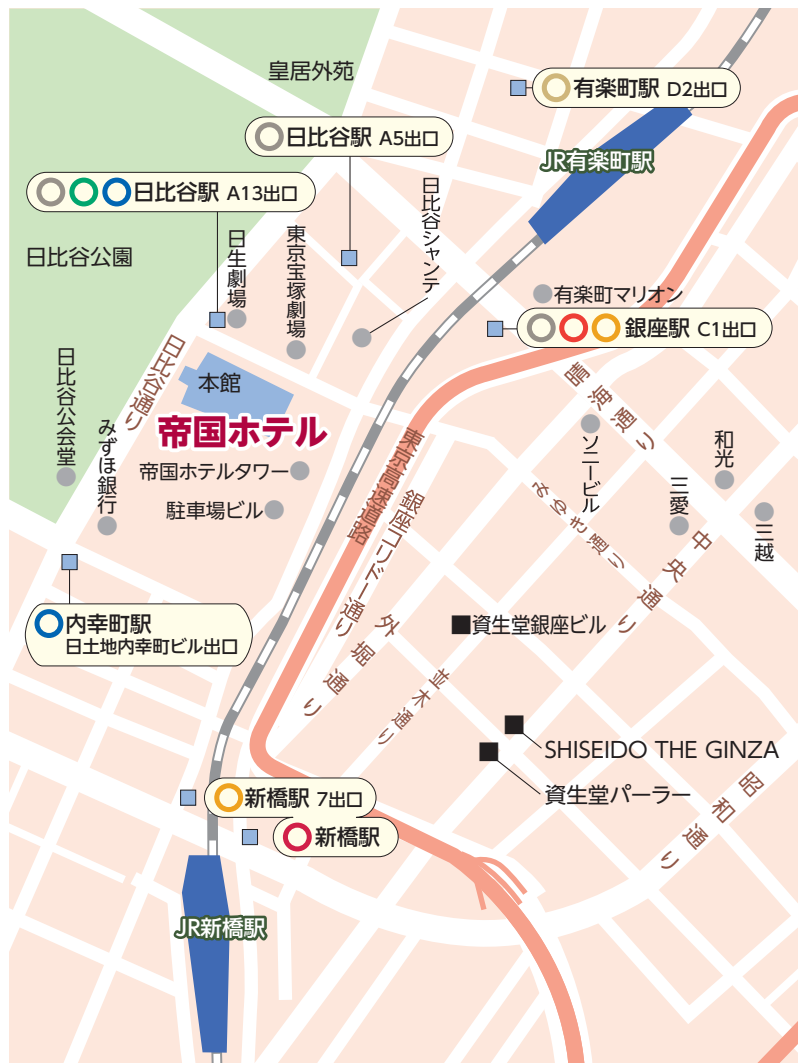 皇居外苑
有楽町駅 D2出口
日比谷駅 A5出口
JR有楽町駅
日比谷駅 A13出口
日比谷シャンテ
日比谷公園
日生劇場
東京宝塚劇場
有楽町マリオン
銀座駅 C1出口
日比谷通り
日比谷公会堂
みずほ銀行
本館
帝国ホテル
帝国ホテルタワー
駐車場ビル
晴海通り
ソニービル
和光
三愛
三越
東京高速道路
銀座コリドー通り
みゆき通り
中央通り
内幸町駅
日土地内幸町ビル出口
外堀通り
並木通り
資生堂銀座ビル
SHISEIDO THE GINZA
資生堂パーラー
昭和通り
新橋駅 7出口
新橋駅
JR新橋駅